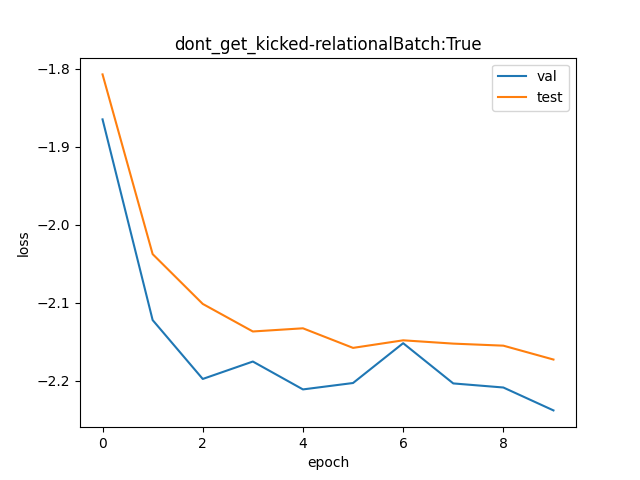 dont_get_kicked-relationalBatch:True
val
test
−1.8
−1.9
−2.0
−2.1
−2.2
loss
0
2
4
6
8
epoch